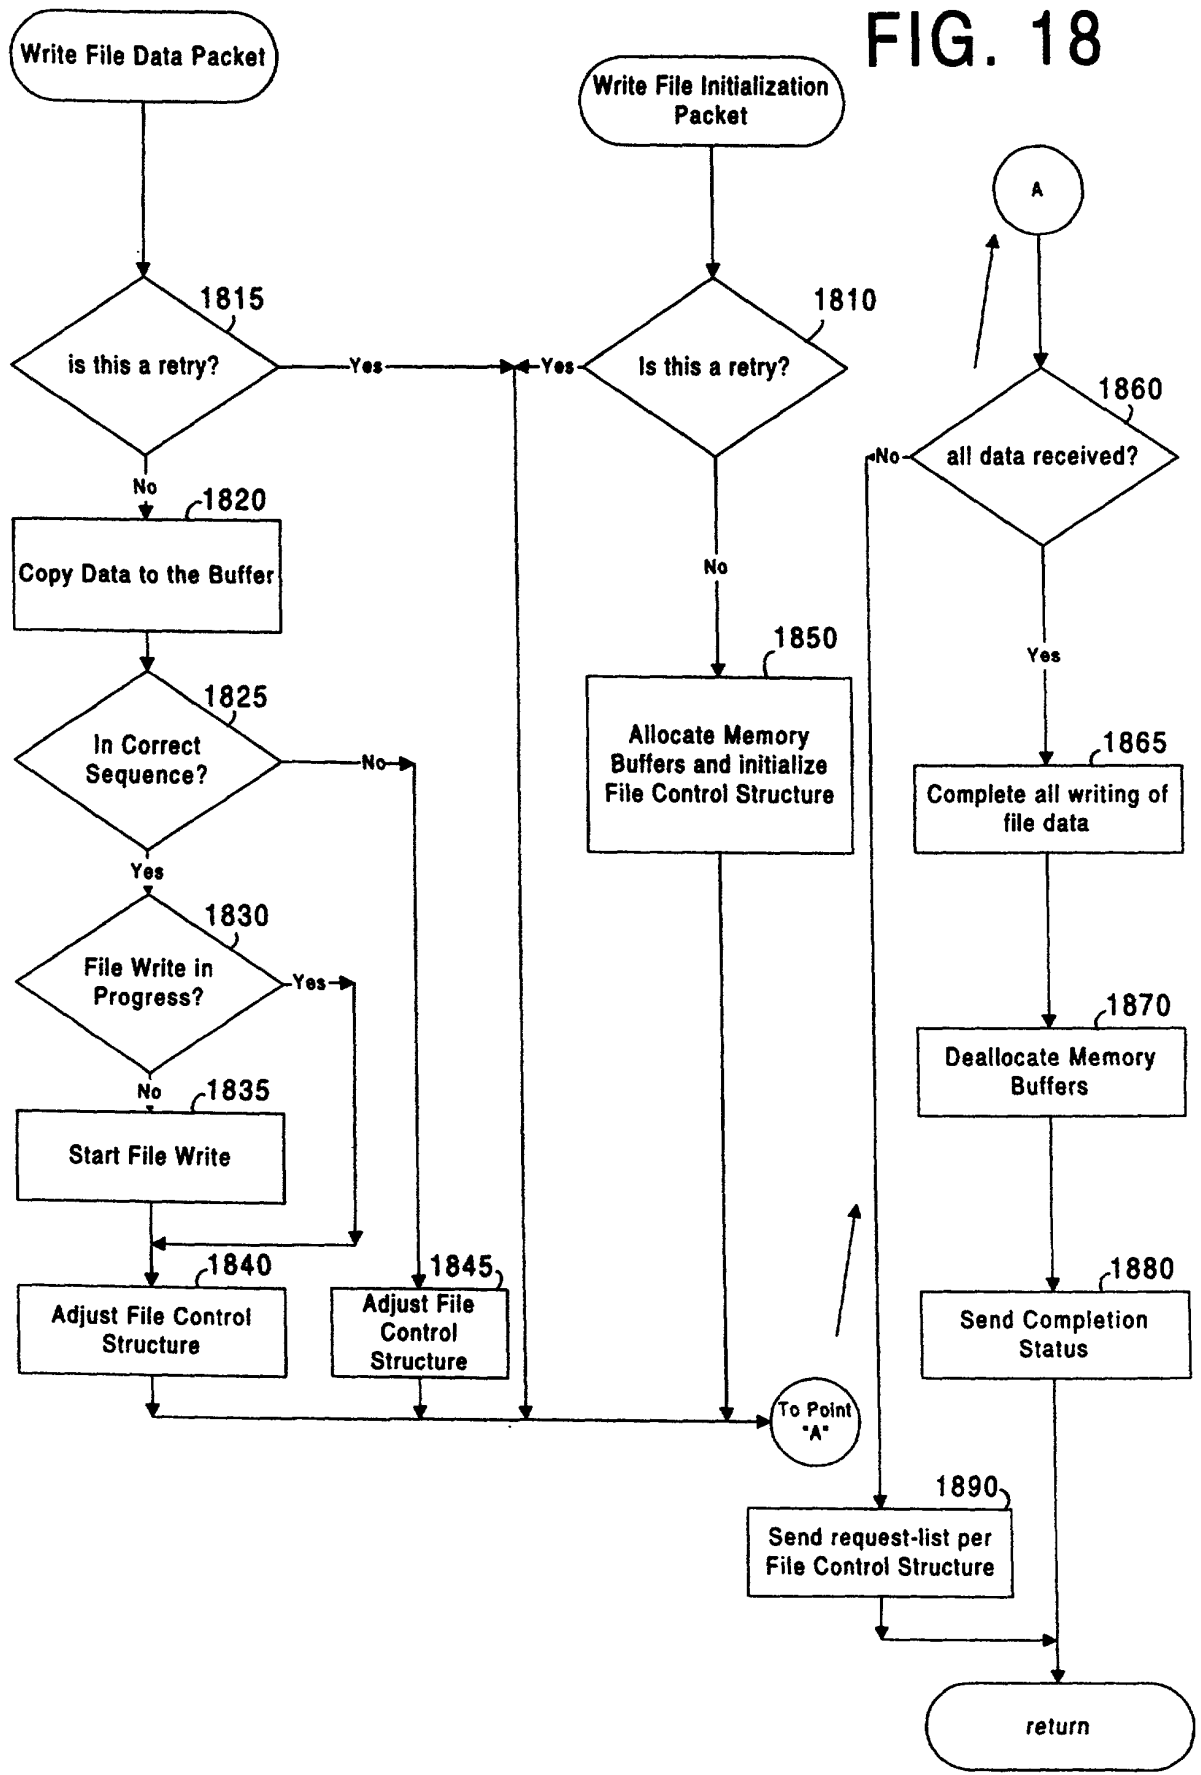 FIG. 18
Write File Data Packet
1815
is this a retry?
Yes
No
1820
Copy Data to the Buffer
1825
In Correct
Sequence?
No
Yes
1830
File Write in
Progress?
Yes
No
1835
Start File Write
1840
Adjust File Control
Structure
1845
Adjust File
Control
Structure
Write File Initialization
Packet
1810
Is this a retry?
Yes
No
1850
Allocate Memory
Buffers and initialize
File Control Structure
To Point
"A"
A
1860
all data received?
No
Yes
1865
Complete all writing of
file data
1870
Deallocate Memory
Buffers
1880
Send Completion
Status
1890
Send request-list per
File Control Structure
return